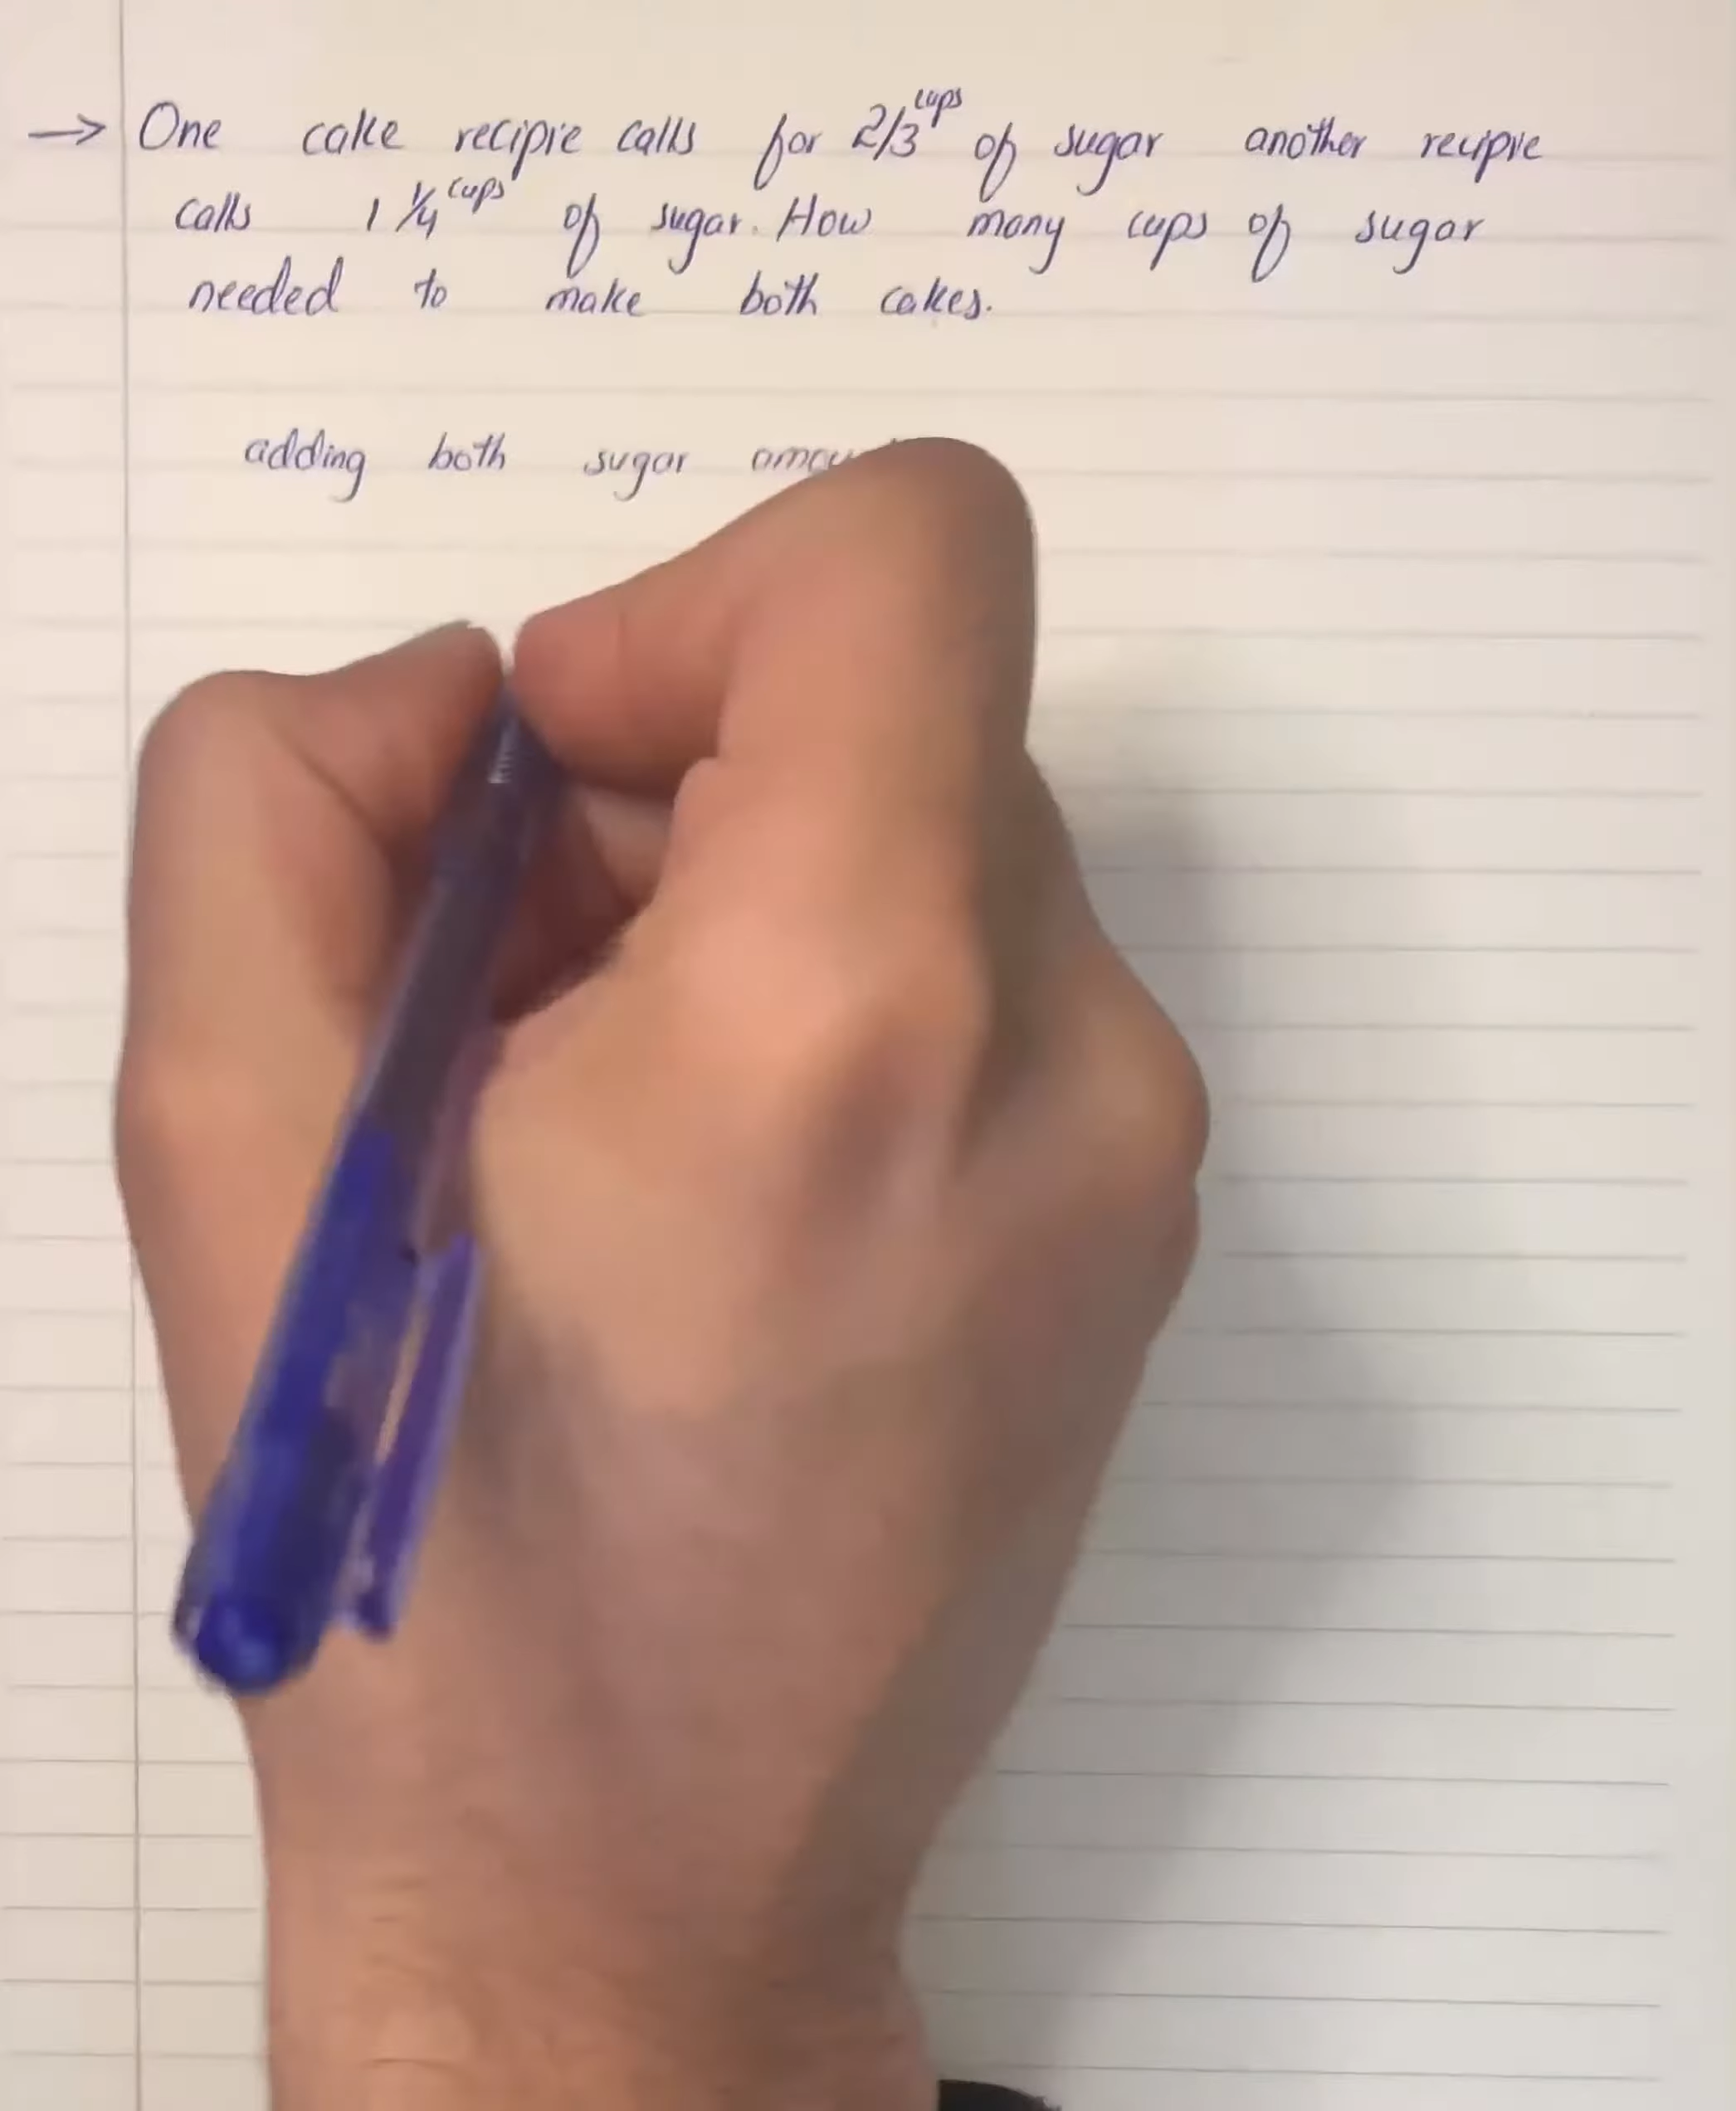 → One cake recipie calls for 2/3 cups of sugar another recipie
calls 1 1/4 cups of sugar. How many cups of sugar
needed to make both cakes.
adding both sugar